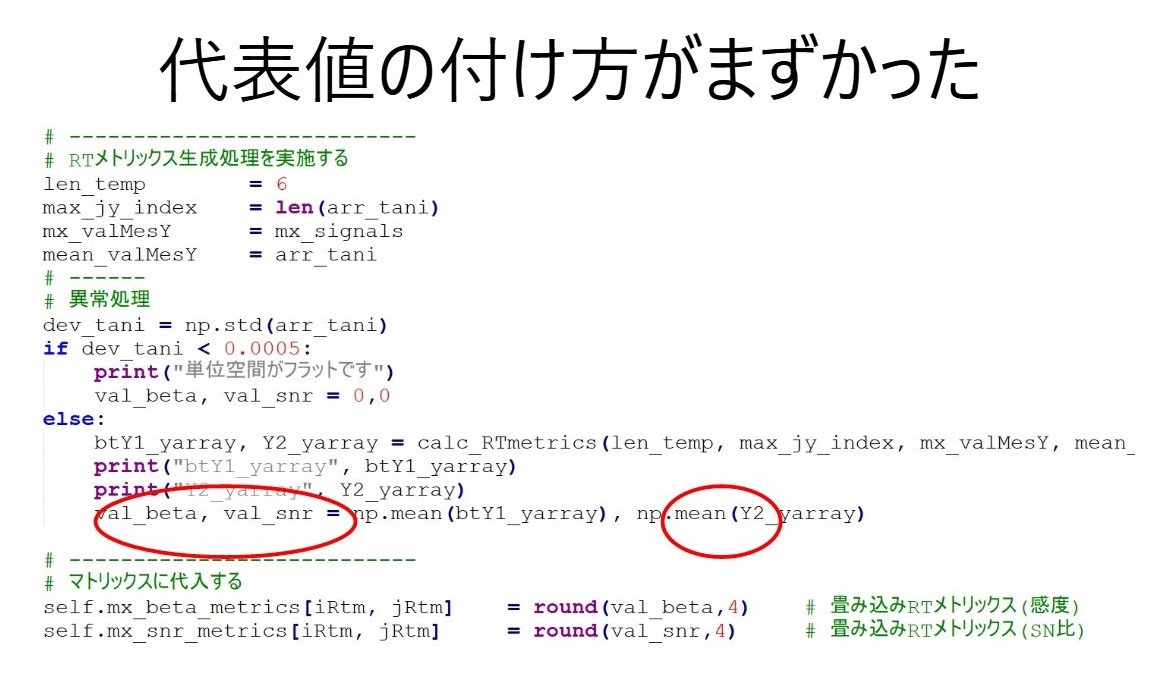 代表値の付け方がまずかった
# ---------------------------
# RTメトリックス生成処理を実施する
len_temp        = 6
max_jy_index    = len(arr_tani)
mx_valMesY      = mx_signals
mean_valMesY    = arr_tani
# ------
# 異常処理
dev_tani = np.std(arr_tani)
if dev_tani < 0.0005:
    print("単位空間がフラットです")
    val_beta, val_snr = 0,0
else:
    btY1_yarray, Y2_yarray = calc_RTmetrics(len_temp, max_jy_index, mx_valMesY, mean_
    print("btY1_yarray", btY1_yarray)
    print("Y2_yarray", Y2_yarray)
    val_beta, val_snr = np.mean(btY1_yarray), np.mean(Y2_yarray)
# ---------------------------
# マトリックスに代入する
self.mx_beta_metrics[iRtm, jRtm]    = round(val_beta,4)    # 畳み込みRTメトリックス(感度)
self.mx_snr_metrics[iRtm, jRtm]     = round(val_snr,4)     # 畳み込みRTメトリックス(SN比)